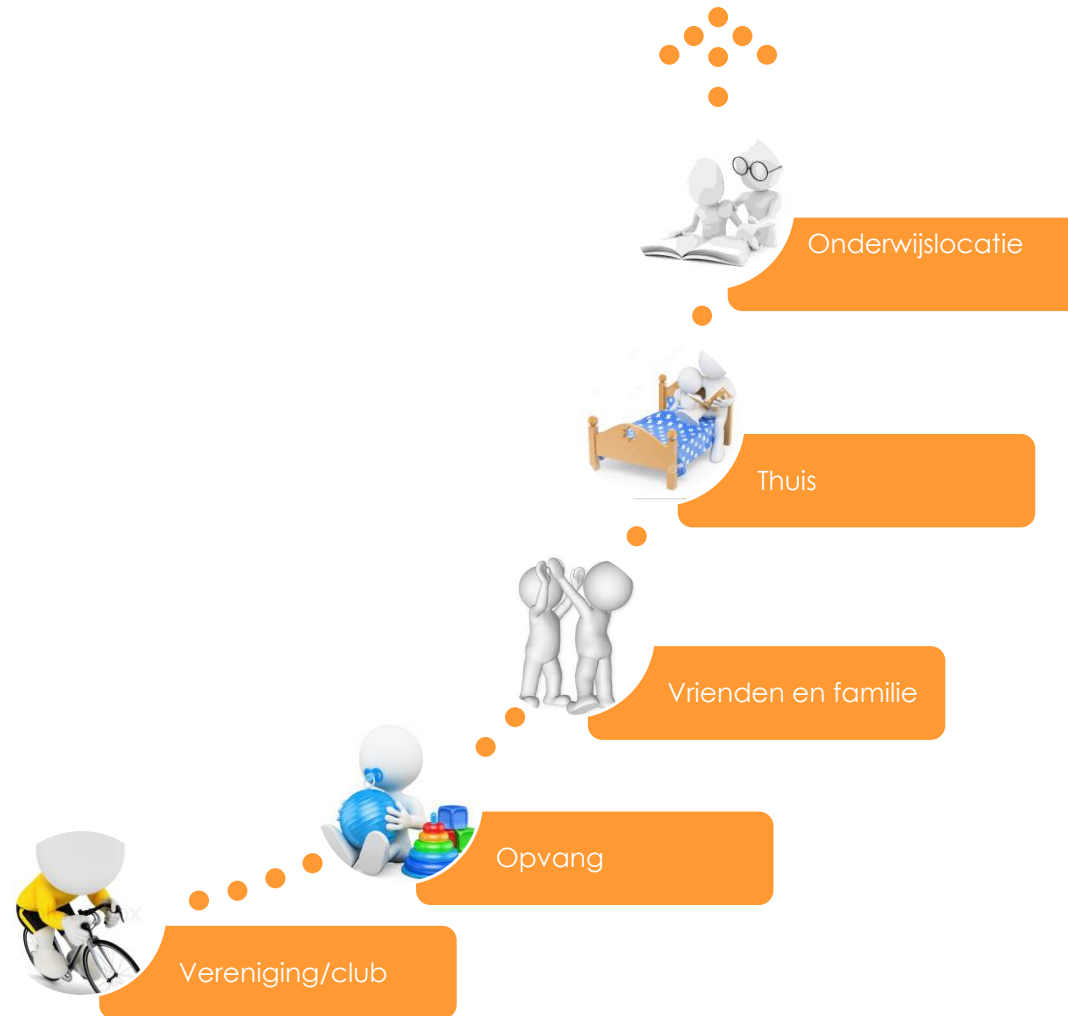 Onderwijslocatie
Thuis
Vrienden en familie
Opvang
Vereniging/club